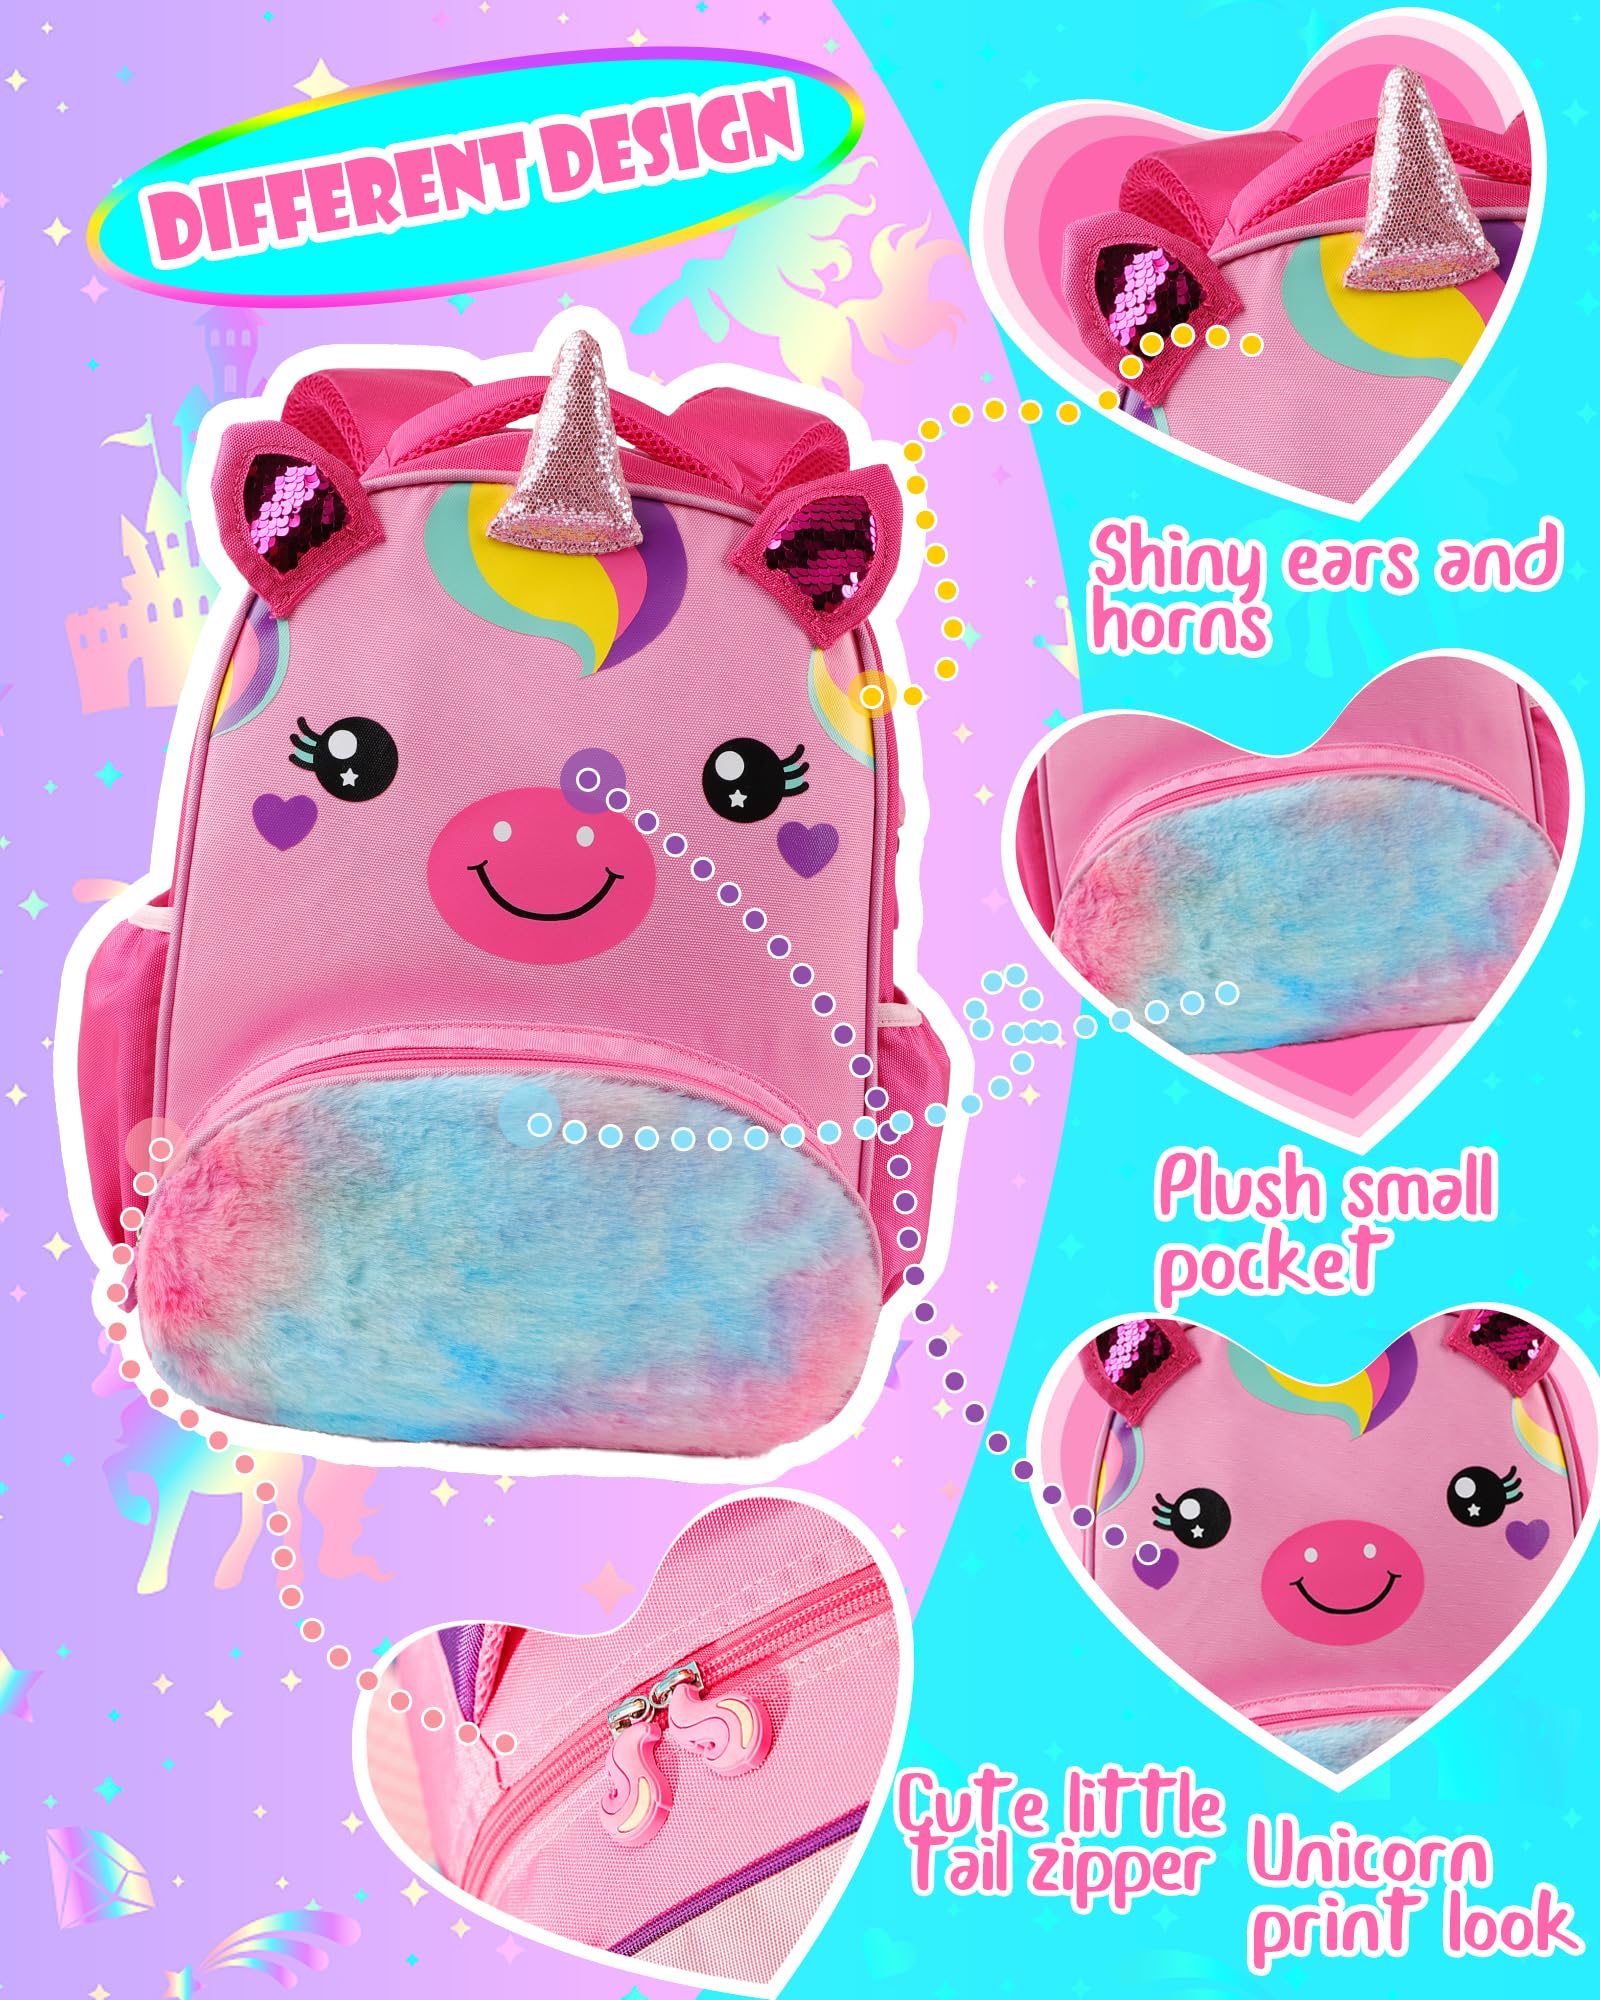 DIFFERENT DESIGN
Shiny ears and
horns
Plush small
pocket
Cute little
Tail zipper
Unicorn
print look